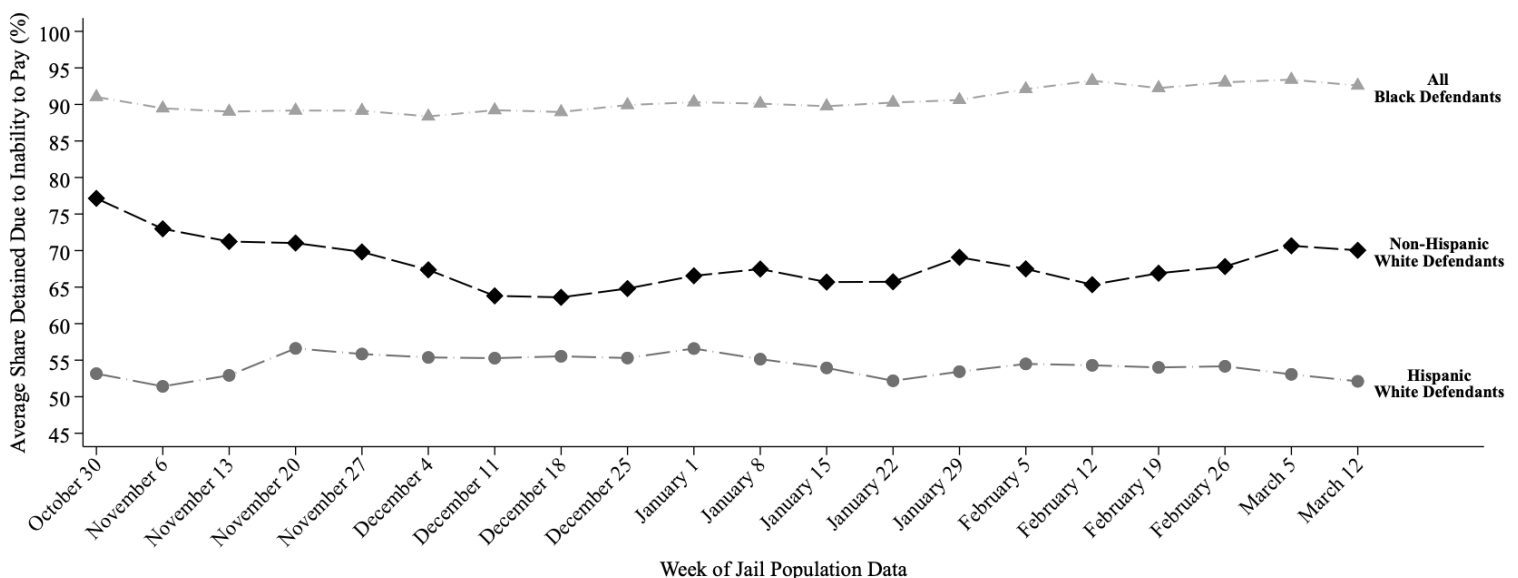 Average Share Detained Due to Inability to Pay (%)
100
95
90
85
80
75
70
65
60
55
50
45
All
Black Defendants
Non-Hispanic
White Defendants
Hispanic
White Defendants
October 30
November 6
November 13
November 20
November 27
December 4
December 11
December 18
December 25
January 1
January 8
January 15
January 22
January 29
February 5
February 12
February 19
February 26
March 5
March 12
Week of Jail Population Data